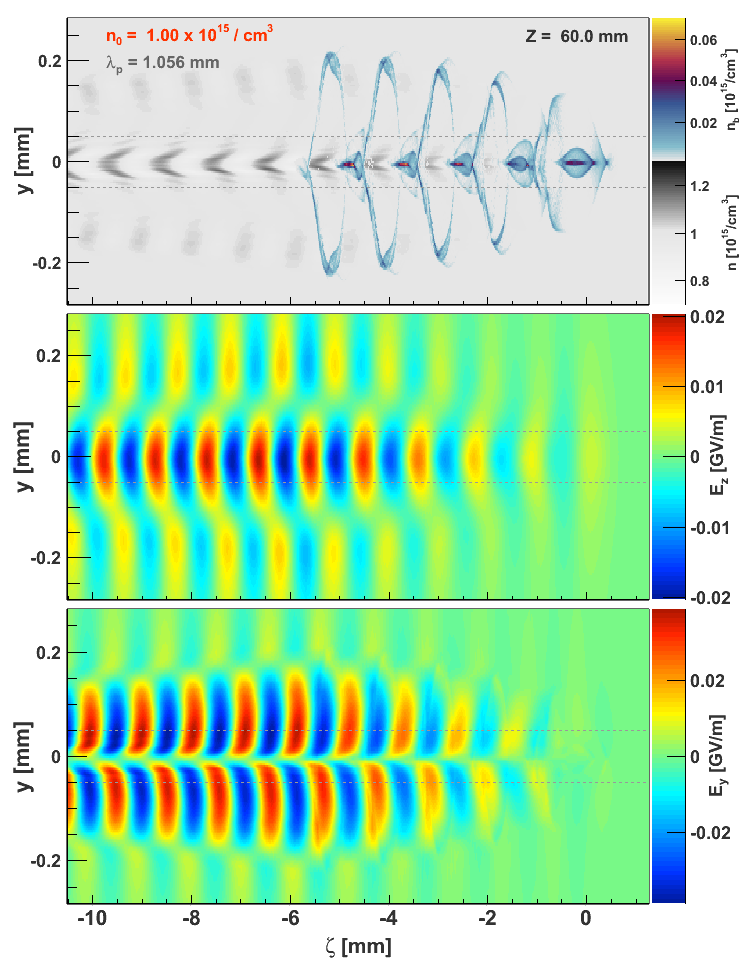 n₀ = 1.00 x 10¹⁵ / cm³
Z = 60.0 mm
λₚ = 1.056 mm
y [mm]
0.2
0
-0.2
0.06
0.04
0.02
n_b [10¹⁵/cm³]
1.2
1
0.8
n [10¹⁵/cm³]
y [mm]
0.2
0
-0.2
0.02
0.01
0
-0.01
-0.02
E_z [GV/m]
y [mm]
0.2
0
-0.2
0.02
0
-0.02
E_y [GV/m]
-10 -8 -6 -4 -2 0
ζ [mm]